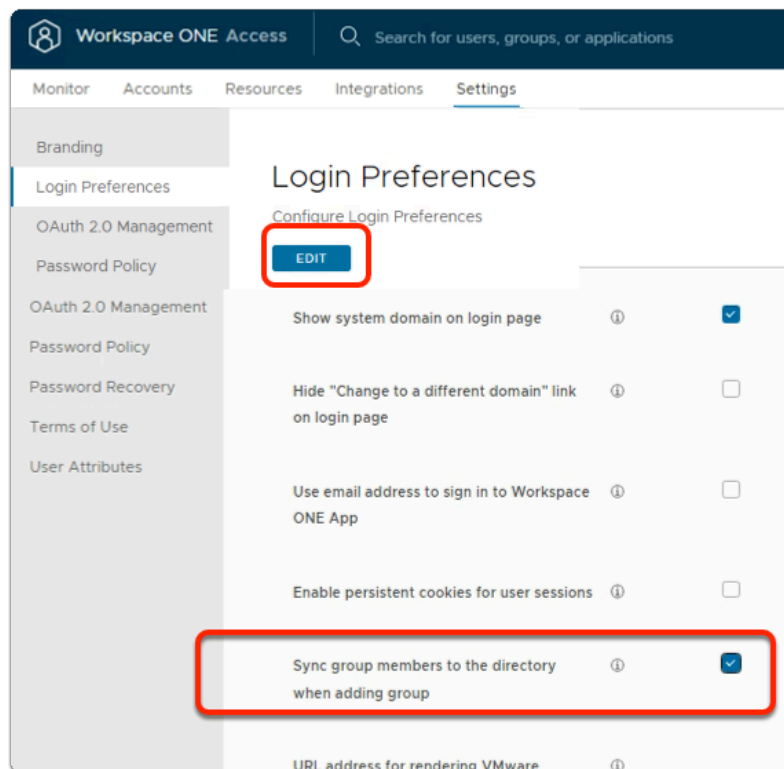 Workspace ONE Access
Search for users, groups, or applications
Monitor Accounts Resources Integrations Settings
Branding
Login Preferences
OAuth 2.0 Management
Password Policy
OAuth 2.0 Management
Password Policy
Password Recovery
Terms of Use
User Attributes
Login Preferences
Configure Login Preferences
EDIT
Show system domain on login page
Hide "Change to a different domain" link
on login page
Use email address to sign in to Workspace
ONE App
Enable persistent cookies for user sessions
Sync group members to the directory
when adding group
URL address for rendering VMware